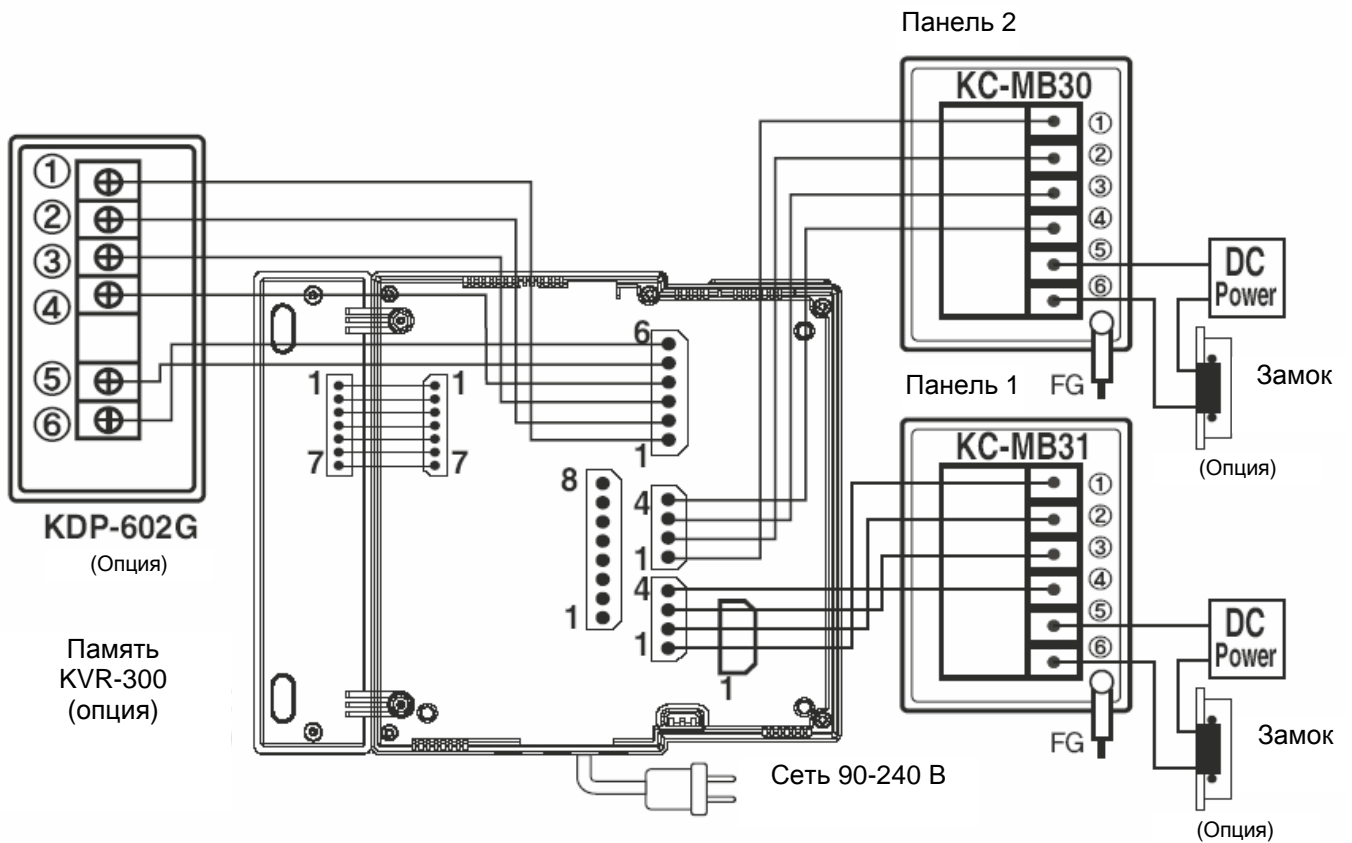 Панель 2
KC-MB30
①
②
③
④
⑤
⑥
DC
Power
FG
Замок
(Опция)
①
②
③
④
⑤
⑥
KDP-602G
(Опция)
Память
KVR-300
(опция)
1
7
1
7
6
1
8
1
4
1
4
1
1
Сеть 90-240 В
Панель 1
KC-MB31
①
②
③
④
⑤
⑥
DC
Power
FG
Замок
(Опция)